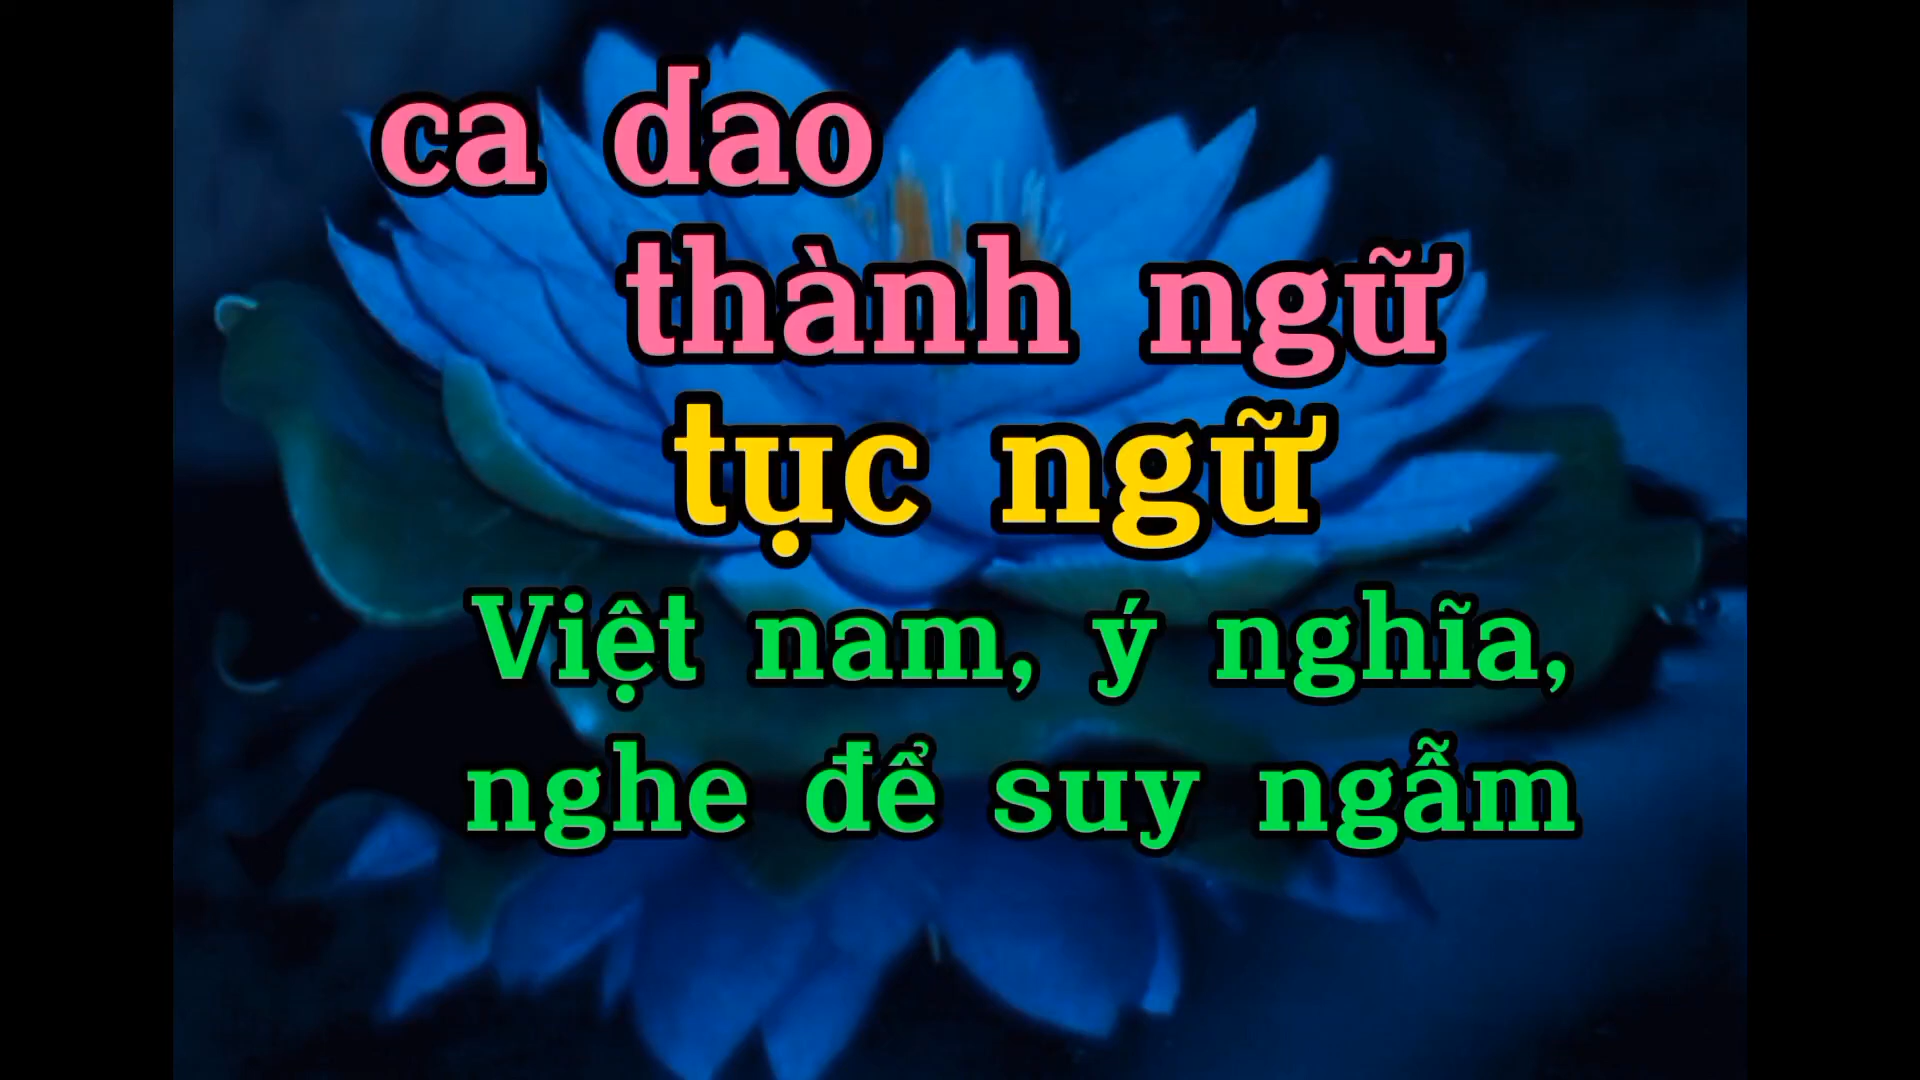 ca dao
thành ngữ
tục ngữ
Việt nam, ý nghĩa,
nghe để suy ngẫm